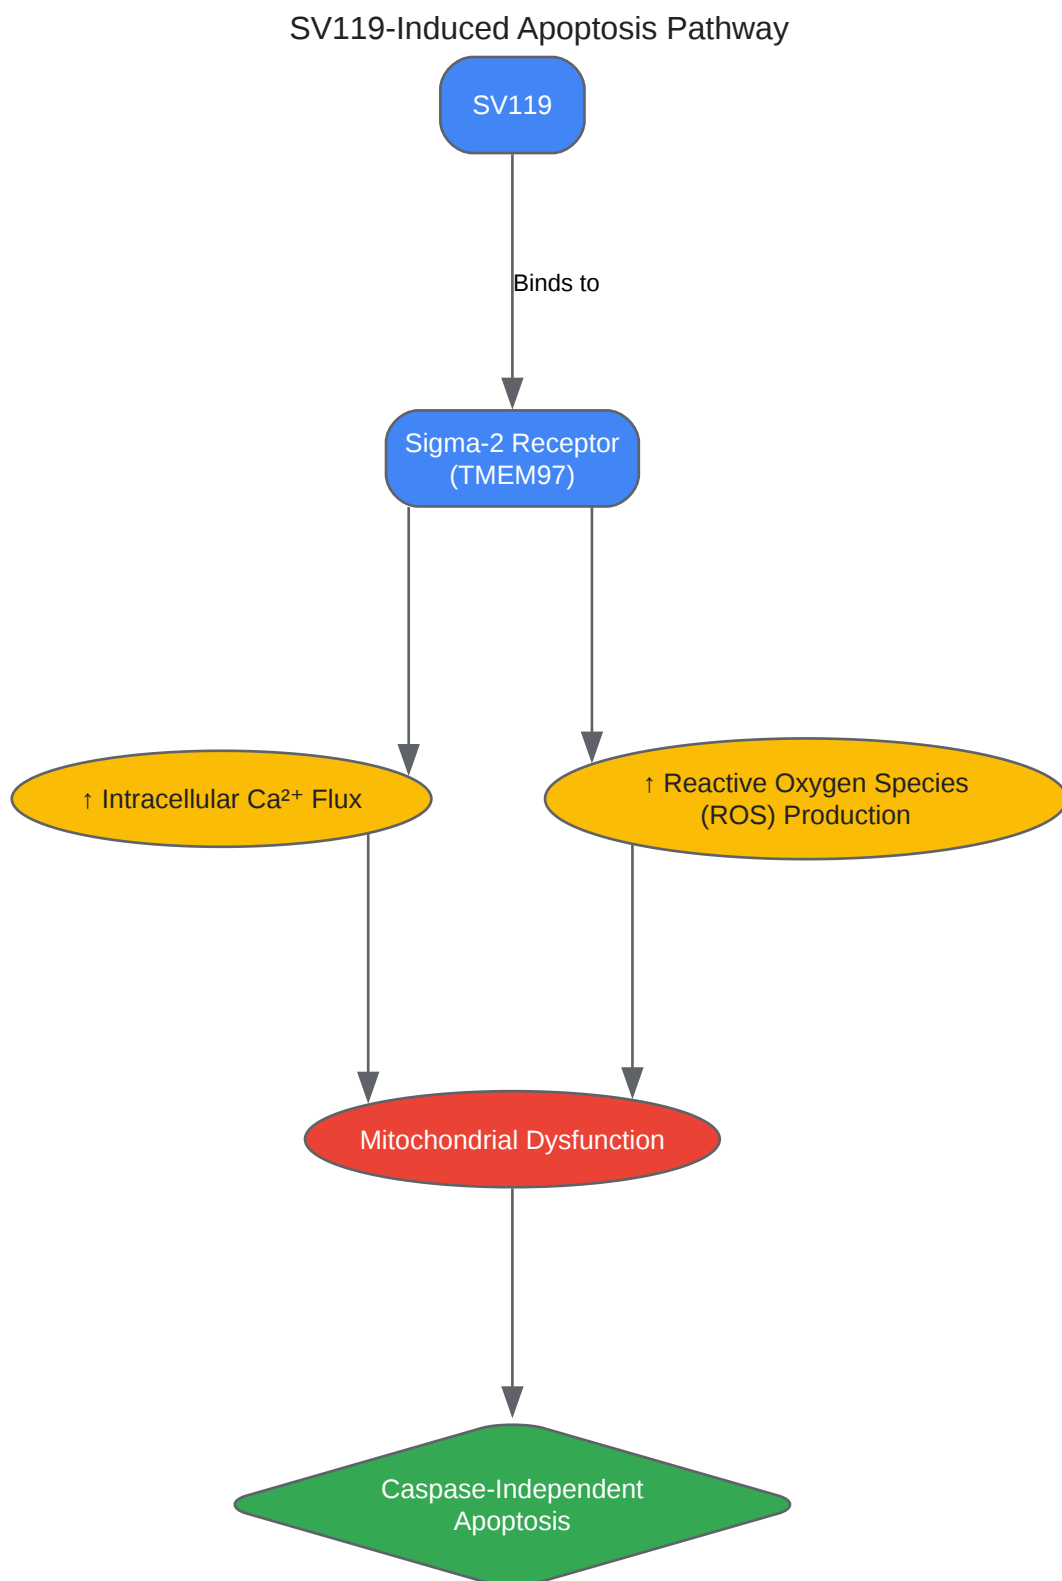 SV119-Induced Apoptosis Pathway
SV119
Binds to
Sigma-2 Receptor
(TMEM97)
↑ Intracellular Ca²⁺ Flux
↑ Reactive Oxygen Species
(ROS) Production
Mitochondrial Dysfunction
Caspase-Independent
Apoptosis